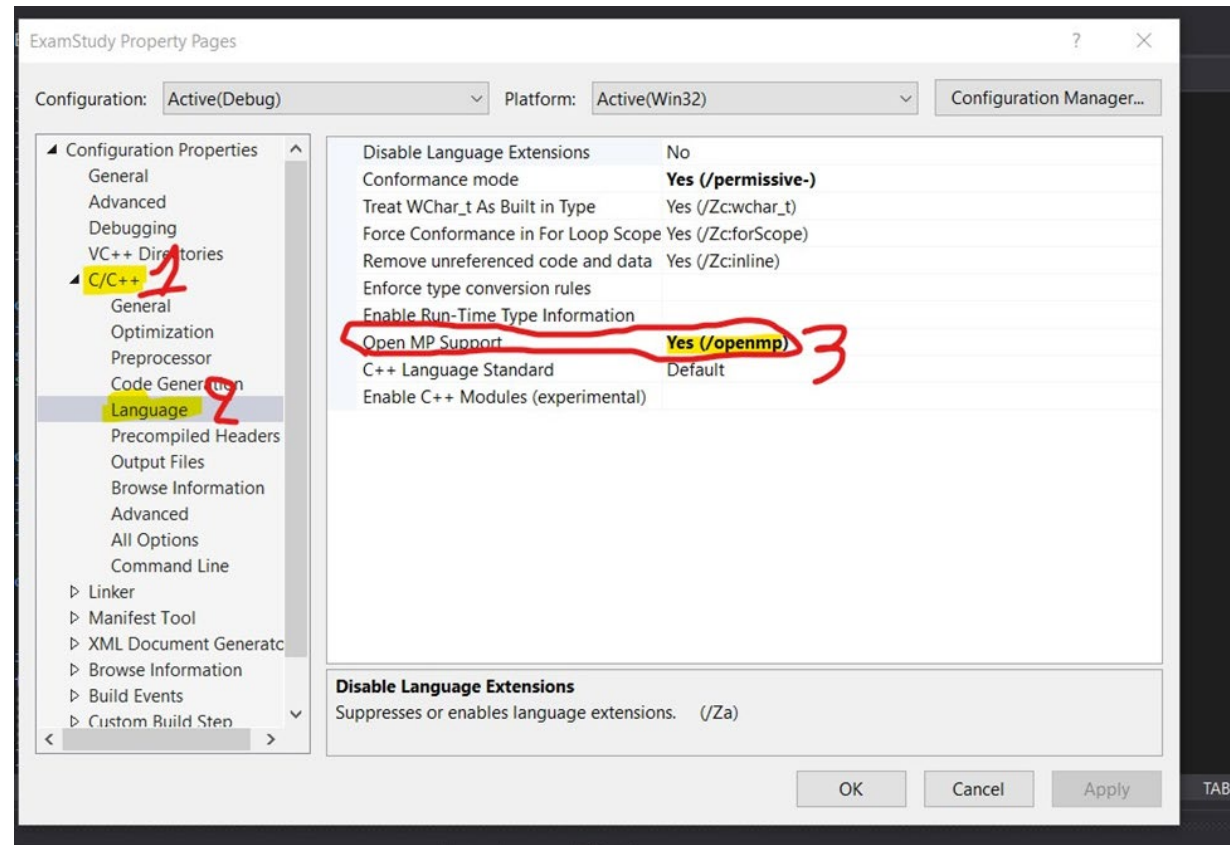 ExamStudy Property Pages ? ×
Configuration: Active(Debug) Platform: Active(Win32) Configuration Manager...
Configuration Properties
General
Advanced
Debugging
VC++ Directories
C/C++ 1
General
Optimization
Preprocessor
Code Generation
Language 2
Precompiled Headers
Output Files
Browse Information
Advanced
All Options
Command Line
Linker
Manifest Tool
XML Document Generatc
Browse Information
Build Events
Custom Build Step
Disable Language Extensions No
Conformance mode Yes (/permissive-)
Treat WChar_t As Built in Type Yes (/Zc:wchar_t)
Force Conformance in For Loop Scope Yes (/Zc:forScope)
Remove unreferenced code and data Yes (/Zc:inline)
Enforce type conversion rules
Enable Run-Time Type Information
Open MP Support Yes (/openmp) 3
C++ Language Standard Default
Enable C++ Modules (experimental)
Disable Language Extensions
Suppresses or enables language extensions. (/Za)
OK Cancel Apply
TAB